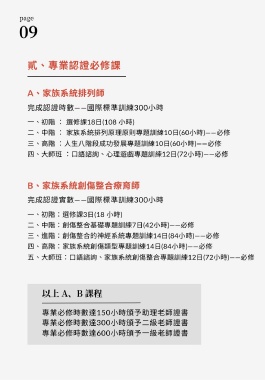 page
09
貳、專業認證必修課
A、家族系統排列師
完成認證時數——國際標準訓練300小時
一、初階：選修課18日(108 小時)
二、中階：家族系統排列原理原則專題訓練10日(60小時)——必修
三、高階：人生八階段成功發展專題訓練10日(60小時)——必修
四、大師班：口語諮詢、心理遊戲專題訓練12日(72小時)——必修
B、家族系統創傷整合療育師
完成認證實數——國際標準訓練300小時
一、初階：選修課3日(18 小時)
二、中階：創傷整合基礎專題訓練7日(42小時)——必修
三、進階：創傷整合的神經系統專題訓練14日(84小時)——必修
四、高階：家族系統創傷類型專題訓練14日(84小時)——必修
五、大師班：口語諮詢、家族系統創傷整合專題訓練12日(72小時)——必修
以上 A、B 課程
專業必修時數達150小時頒予助理老師證書
專業必修時數達300小時頒予二級老師證書
專業必修時數達600小時頒予一級老師證書